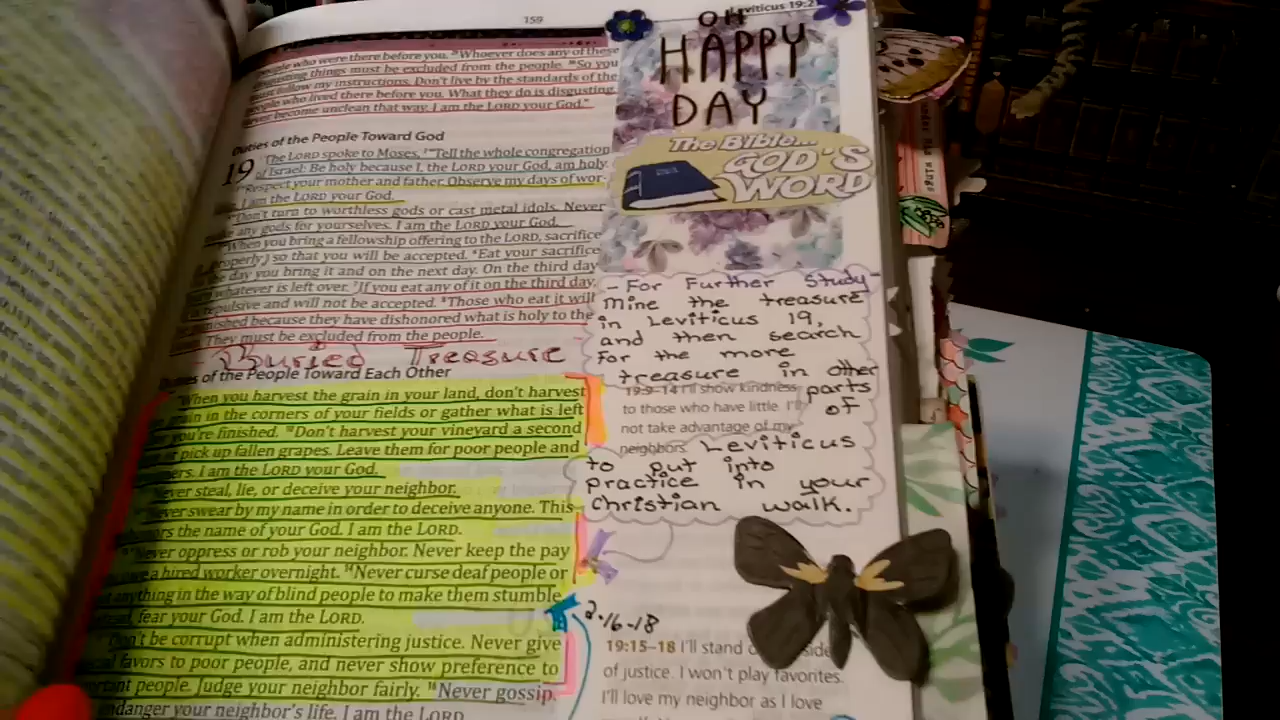 159
Leviticus 19:2
people who were there before you. 30Whoever does any of these
disgusting things must be excluded from the people. 30So you
must follow my instructions. Don't live by the standards of the
people who lived there before you. What they do is disgusting.
Never become unclean that way. I am the LORD your God."
Duties of the People Toward God
19 The LORD spoke to Moses, 2"Tell the whole congregation
of Israel: Be holy because I, the LORD your God, am holy.
3"Respect your mother and father. Observe my days of wor-
I am the LORD your God.
4"Don't turn to worthless gods or cast metal idols. Never
make any gods for yourselves. I am the LORD your God.
"When you bring a fellowship offering to the LORD, sacrifice
properly) so that you will be accepted. 6Eat your sacrifice
the day you bring it and on the next day. On the third day
whatever is left over. 7If you eat any of it on the third day,
repulsive and will not be accepted. 8Those who eat it will
punished because they have dishonored what is holy to the
They must be excluded from the people.
Buried Treasure
Duties of the People Toward Each Other
"When you harvest the grain in your land, don't harvest
grain in the corners of your fields or gather what is left
you're finished. 10Don't harvest your vineyard a second
or pick up fallen grapes. Leave them for poor people and
I am the LORD your God.
Never steal, lie, or deceive your neighbor.
Never swear by my name in order to deceive anyone. This
the name of your God. I am the LORD.
"Never oppress or rob your neighbor. Never keep the pay
a hired worker overnight. 14Never curse deaf people or
anything in the way of blind people to make them stumble.
fear your God. I am the LORD.
"Don't be corrupt when administering justice. Never give
favors to poor people, and never show preference to
people. Judge your neighbor fairly. 16Never gossip.
endanger your neighbor's life. I am the LORD.
OH
HAPPY
DAY
The Bible...
GOD'S
WORD
- For Further Study -
Mine the treasure
in Leviticus 19,
and then search
for the more
treasure in other
parts
of
Leviticus
to put into
practice in your
Christian walk.
19:9–14 I'll show kindness
to those who have little. I'll
not take advantage of my
neighbors.
2-16-18
19:15–18 I'll stand side
of justice. I won't play favorites.
I'll love my neighbor as I love